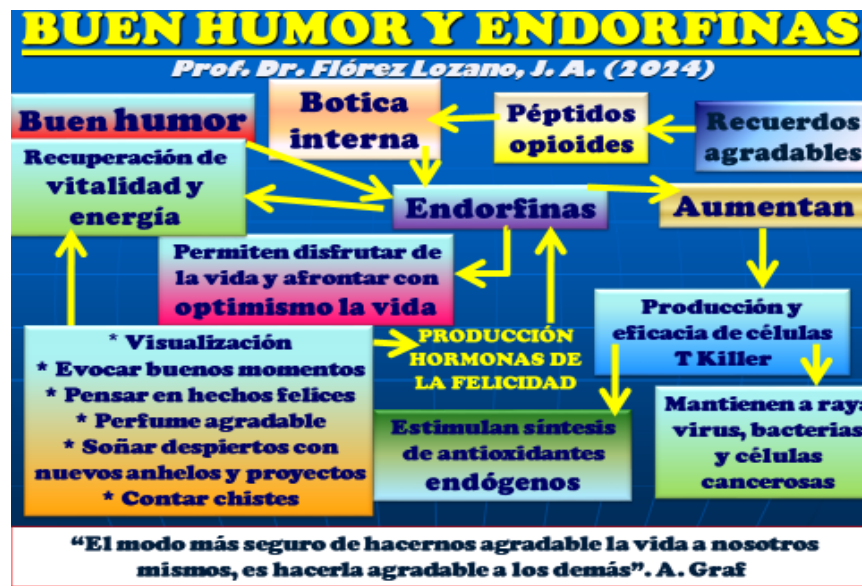 BUEN HUMOR Y ENDORFINAS
Prof. Dr. Flórez Lozano, J. A. (2024)
Buen humor
Botica
interna
Péptidos
opioides
Recuerdos
agradables
Recuperación de
vitalidad y
energía
Endorfinas
Aumentan
Permiten disfrutar de
la vida y afrontar con
optimismo la vida
Producción y
eficacia de células
T Killer
* Visualización
* Evocar buenos momentos
* Pensar en hechos felices
* Perfume agradable
* Soñar despiertos con
nuevos anhelos y proyectos
* Contar chistes
PRODUCCIÓN
HORMONAS DE
LA FELICIDAD
Estimulan síntesis
de antioxidantes
endógenos
Mantienen a raya
virus, bacterias
y células
cancerosas
“El modo más seguro de hacernos agradable la vida a nosotros
mismos, es hacerla agradable a los demás”. A. Graf